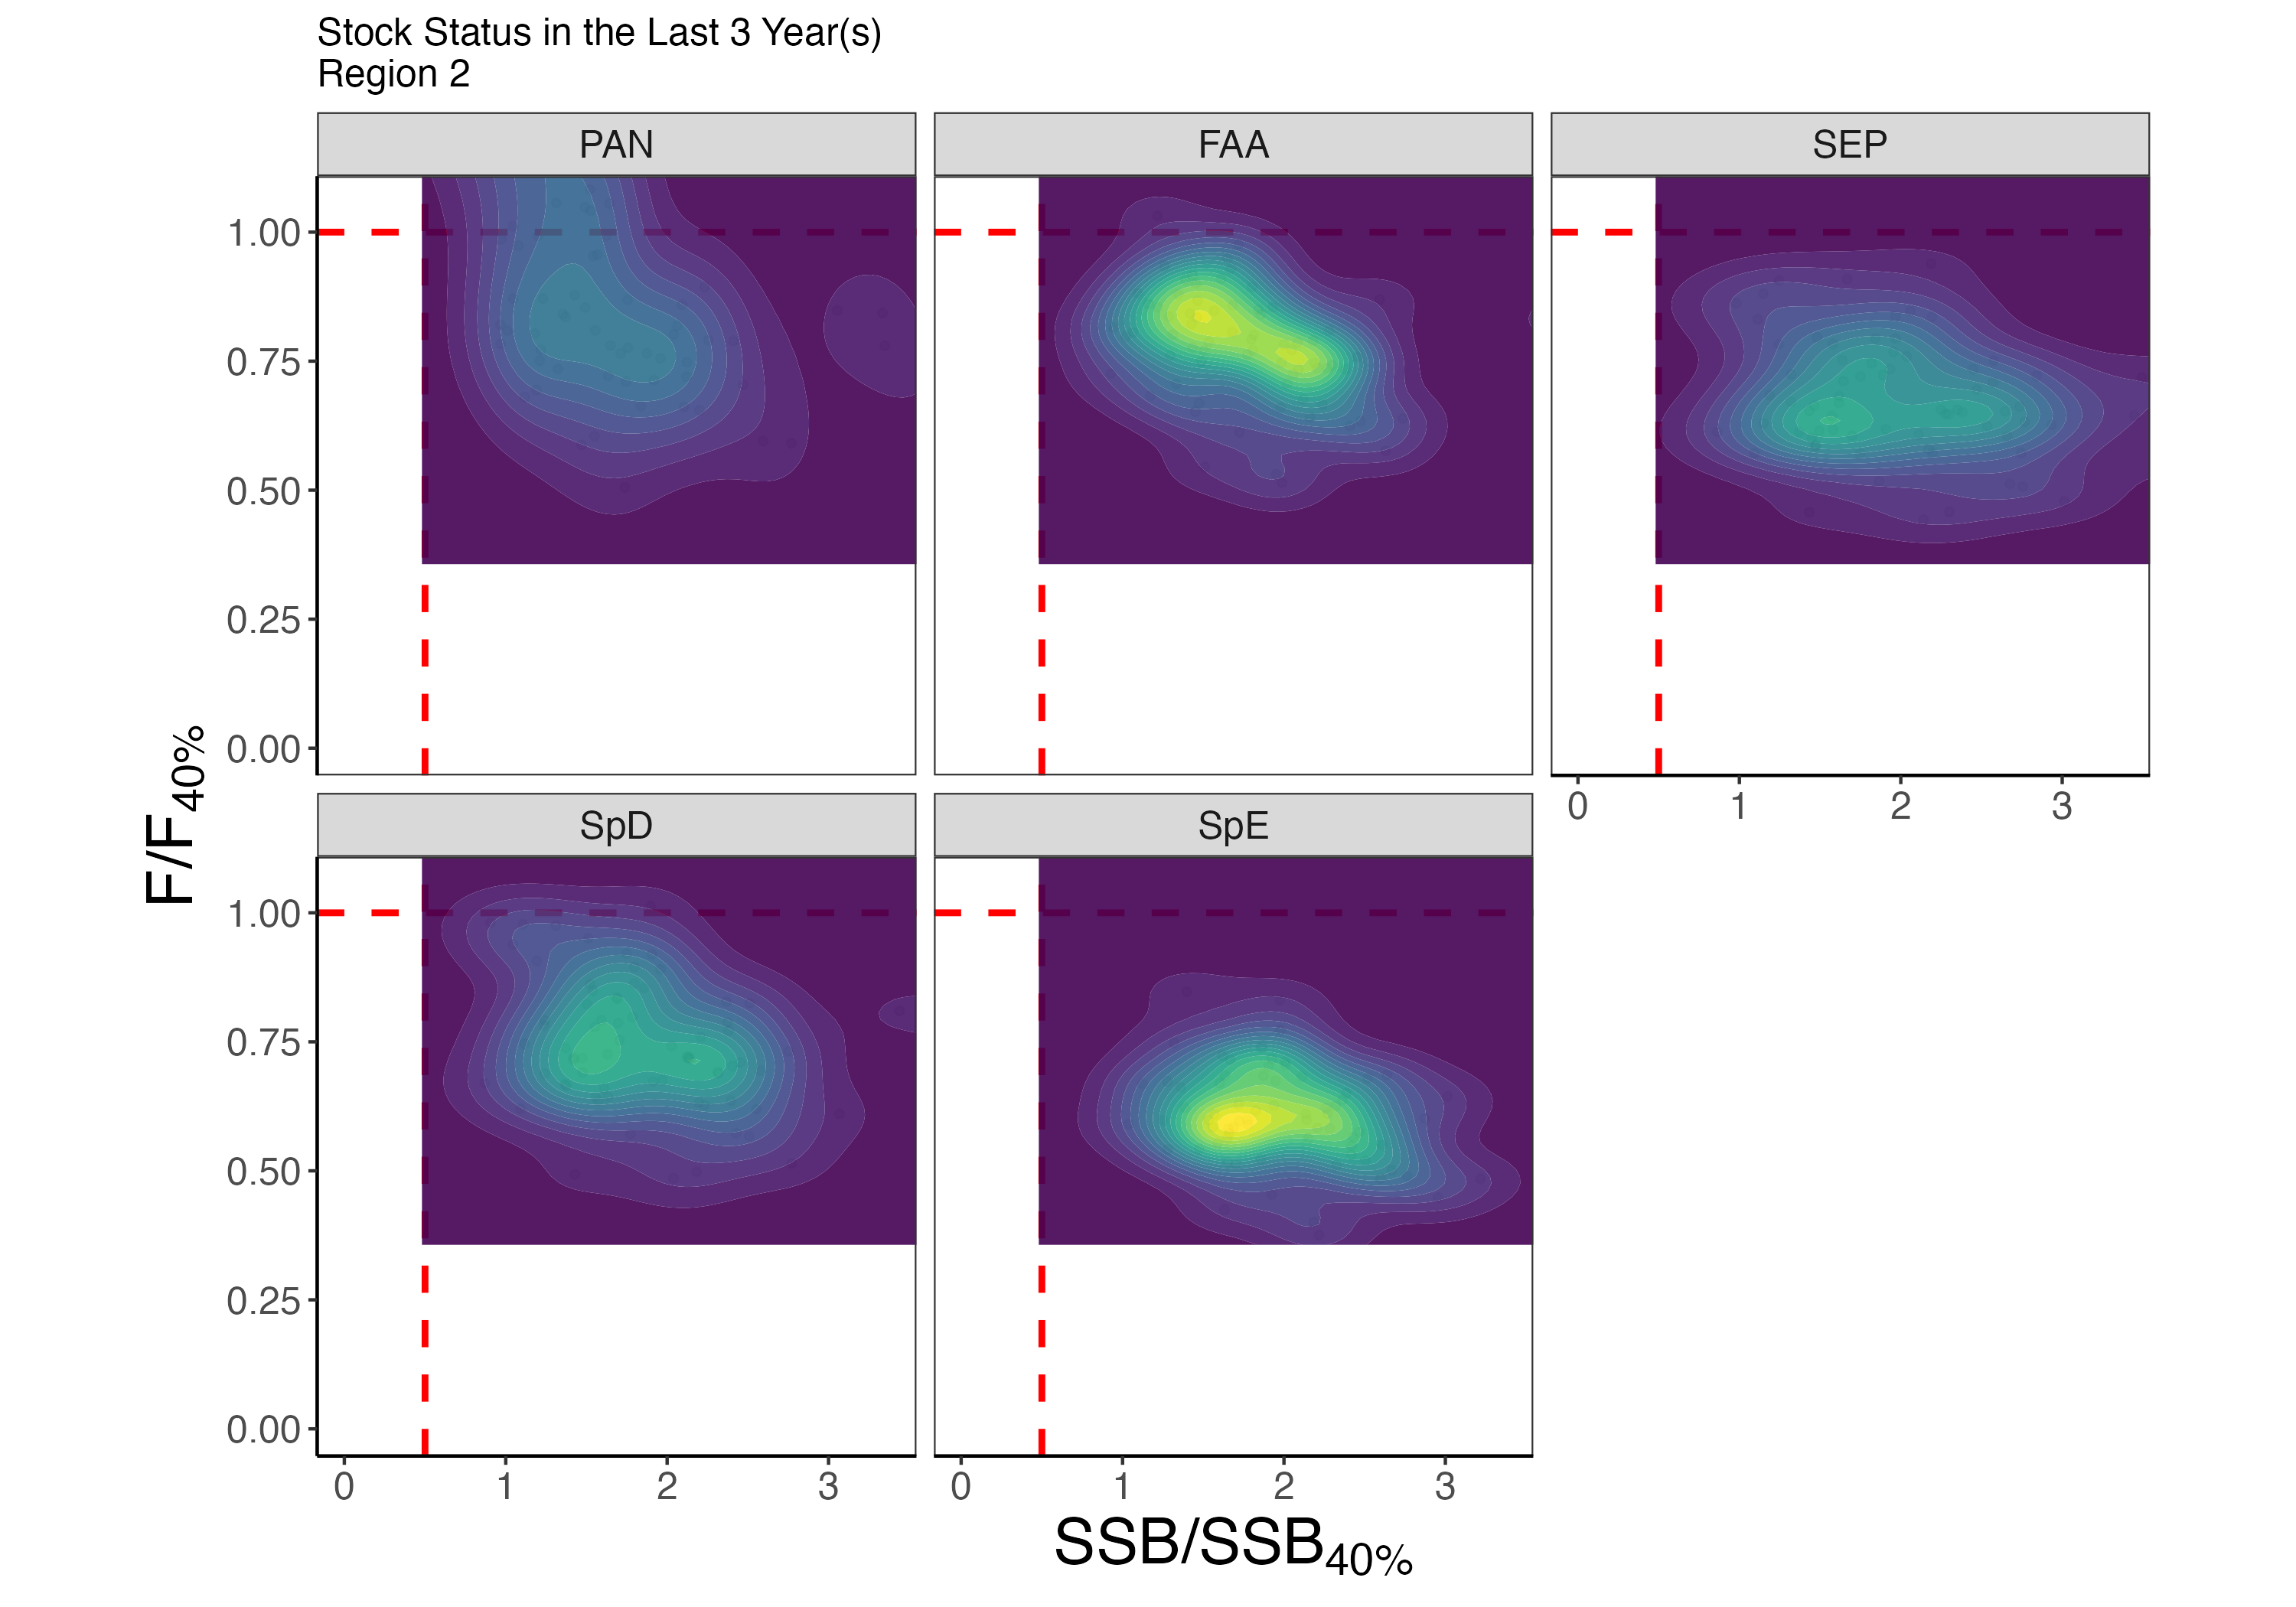 Stock Status in the Last 3 Year(s)
Region 2
PAN
FAA
SEP
1.00
0.75
0.50
0.25
0.00
0 1 2 3
SpD
SpE
1.00
0.75
0.50
0.25
0.00
0 1 2 3
0 1 2 3
F/F40%
SSB/SSB40%